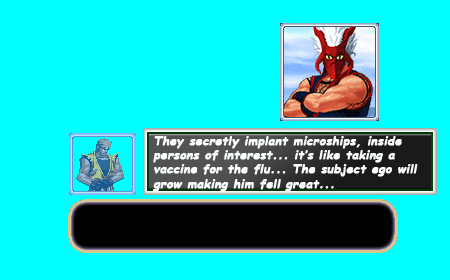 They secretly implant microships, inside
persons of interest... it's like taking a
vaccine for the flu... The subject ego will
grow making him fell great...